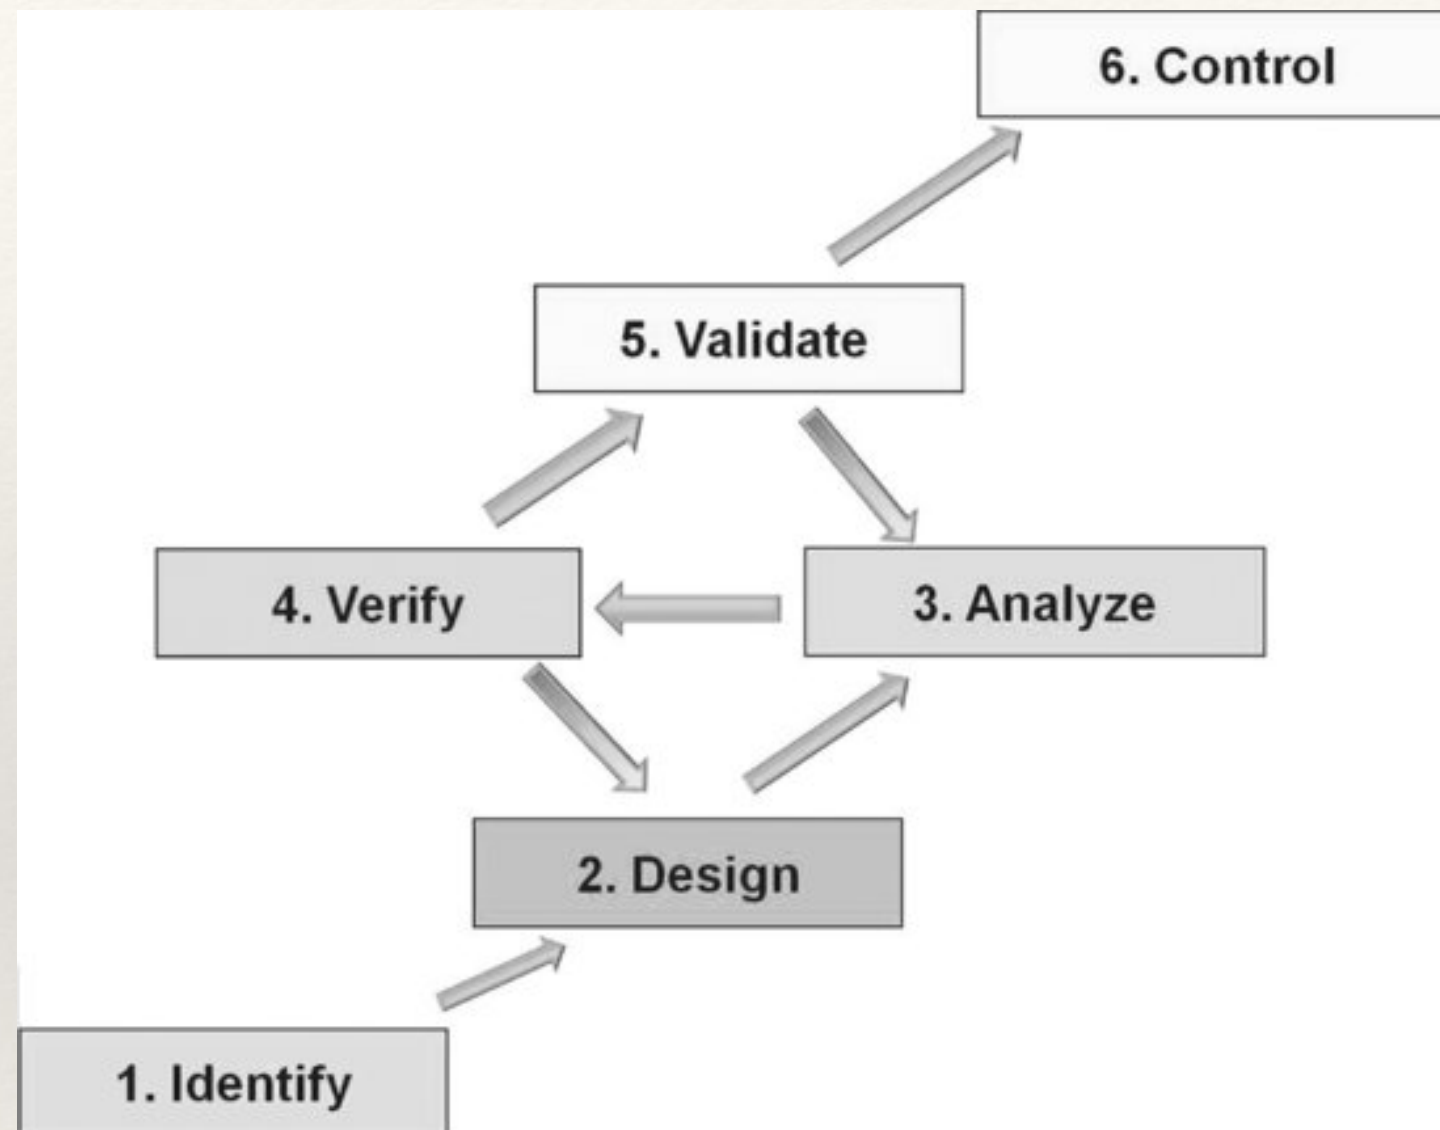 6. Control
5. Validate
4. Verify
3. Analyze
2. Design
1. Identify